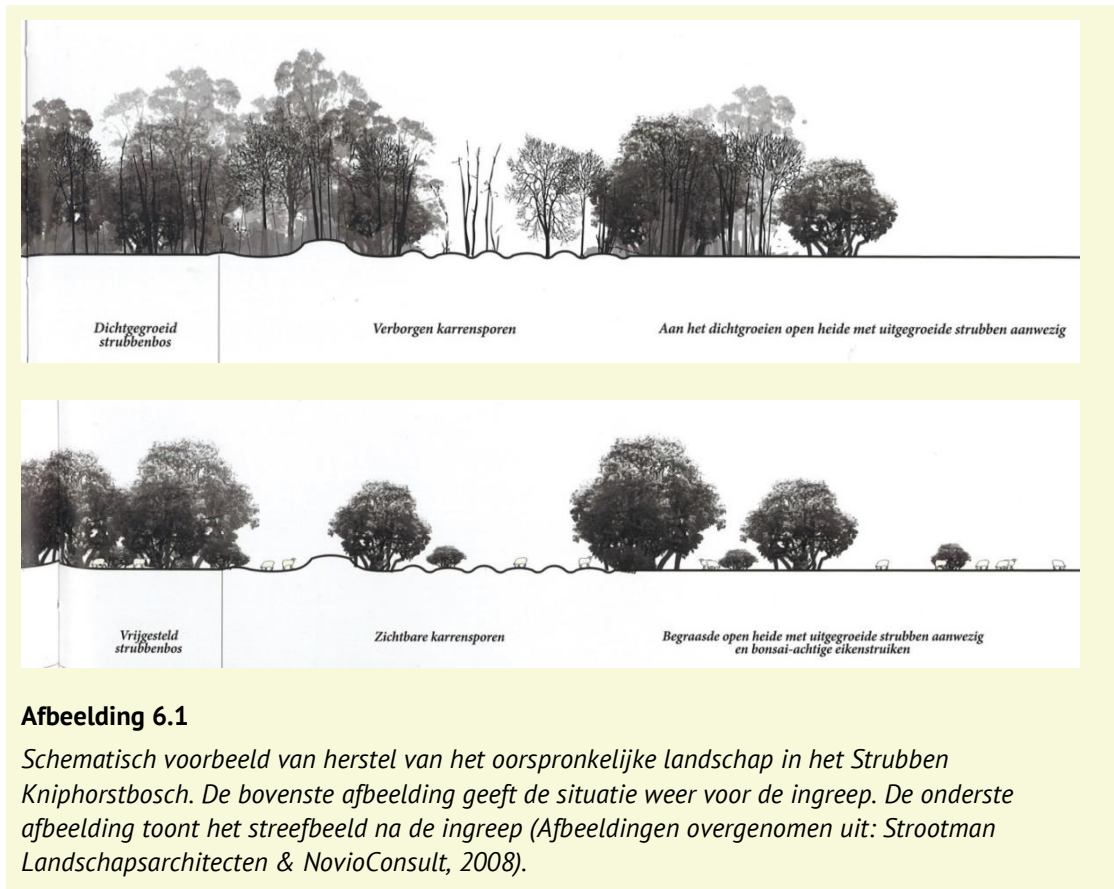 Dichtgegroeid
strubbenbos
Verborgen karrensporen
Aan het dichtgroeien open heide met uitgegroeide strubben aanwezig
Vrijgesteld
strubbenbos
Zichtbare karrensporen
Begraasde open heide met uitgegroeide strubben aanwezig
en bonsai-achtige eikenstruiken
Afbeelding 6.1
Schematisch voorbeeld van herstel van het oorspronkelijke landschap in het Strubben
Kniphorstbosch. De bovenste afbeelding geeft de situatie weer voor de ingreep. De onderste
afbeelding toont het streefbeeld na de ingreep (Afbeeldingen overgenomen uit: Strootman
Landschapsarchitecten & NovioConsult, 2008).